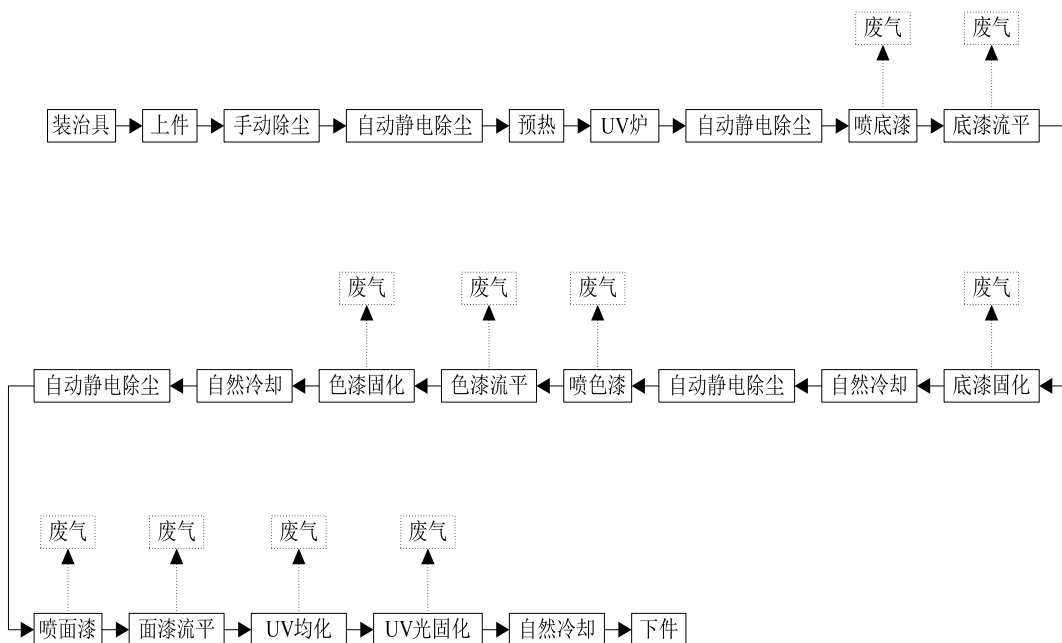 废气 废气
装治具 上件 手动除尘 自动静电除尘 预热 UV炉 自动静电除尘 喷底漆 底漆流平
废气 废气 废气 废气
自动静电除尘 自然冷却 色漆固化 色漆流平 喷色漆 自动静电除尘 自然冷却 底漆固化
废气 废气 废气 废气
喷面漆 面漆流平 UV均化 UV光固化 自然冷却 下件